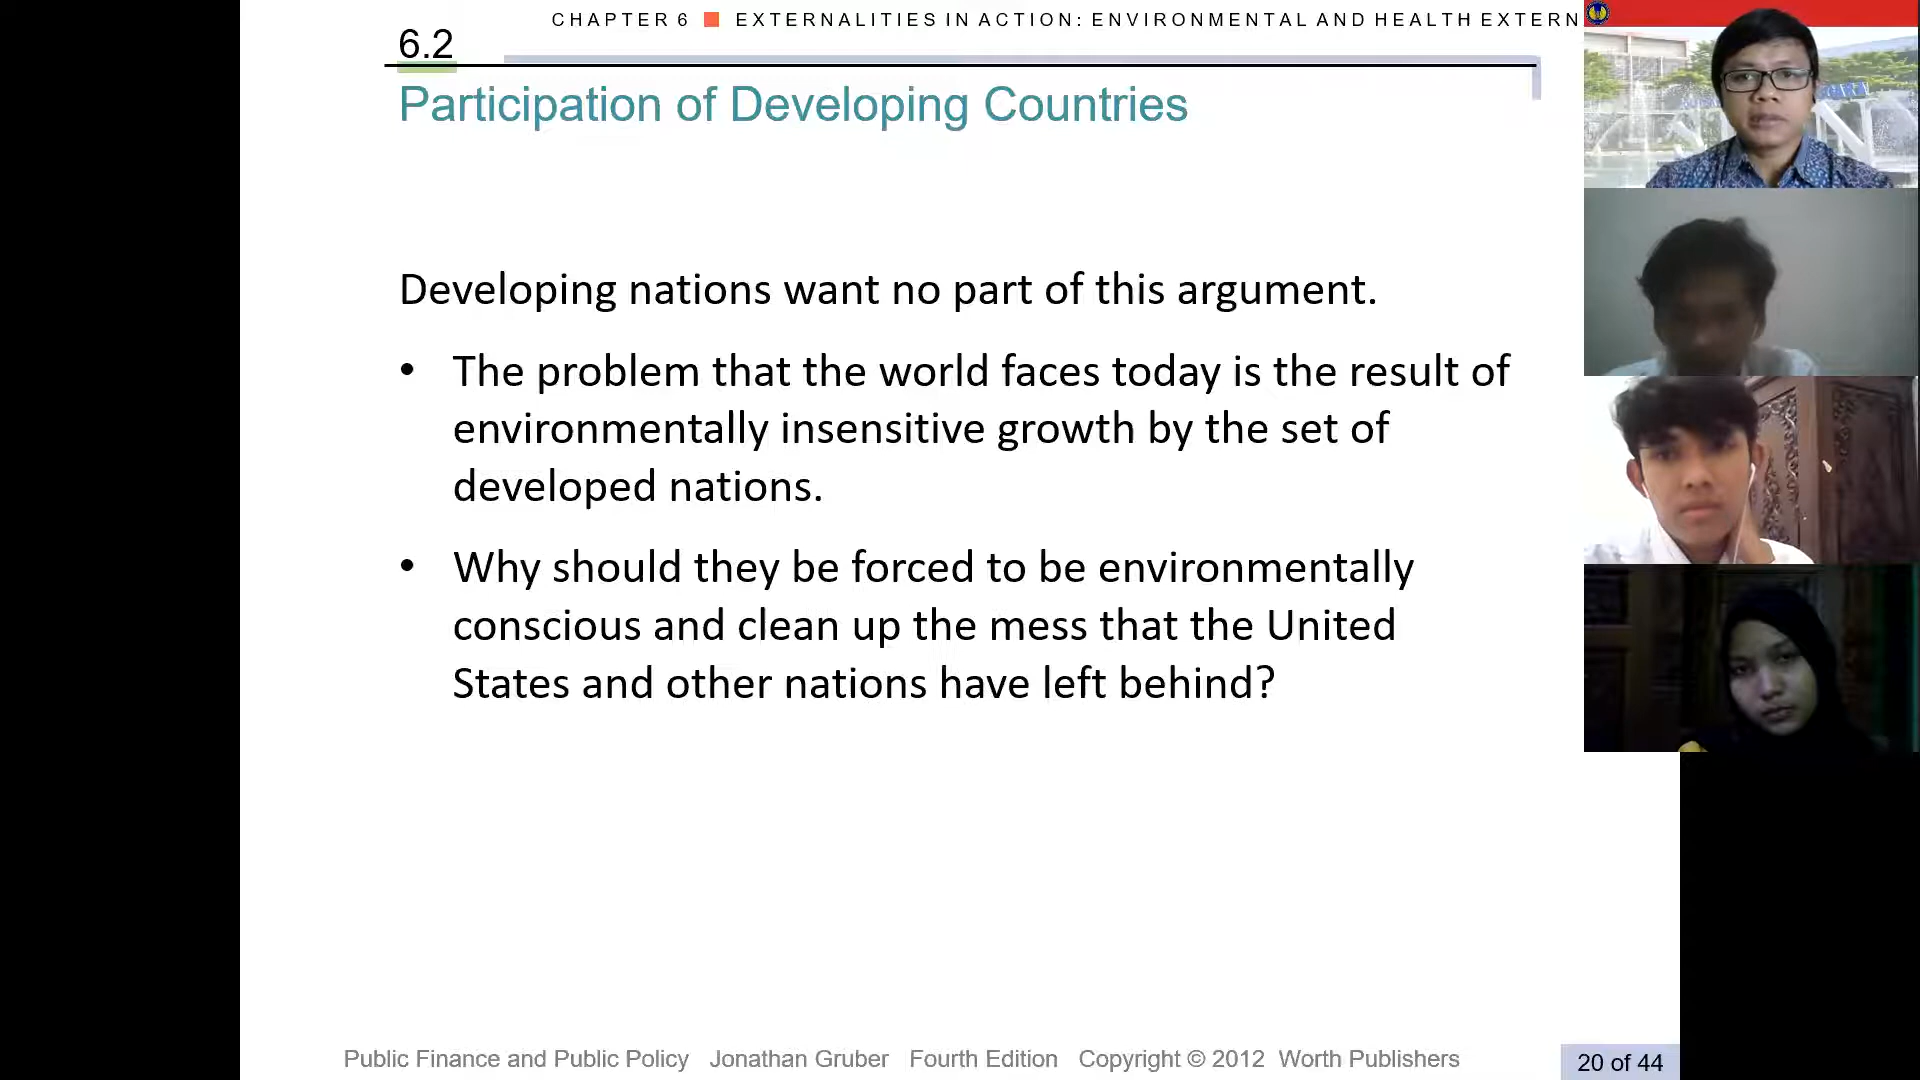 CHAPTER 6 ■ EXTERNALITIES IN ACTION: ENVIRONMENTAL AND HEALTH EXTERN
6.2
Participation of Developing Countries
Developing nations want no part of this argument.
• The problem that the world faces today is the result of
environmentally insensitive growth by the set of
developed nations.
• Why should they be forced to be environmentally
conscious and clean up the mess that the United
States and other nations have left behind?
Public Finance and Public Policy Jonathan Gruber Fourth Edition Copyright © 2012 Worth Publishers
20 of 44